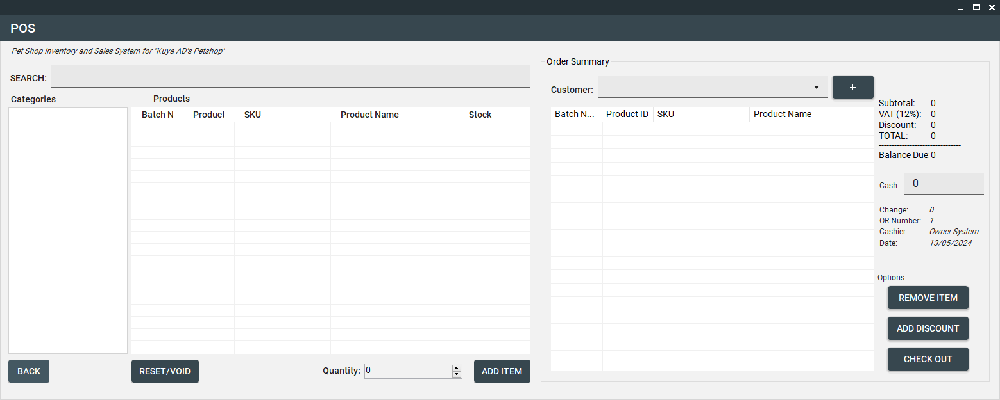 POS
Pet Shop Inventory and Sales System for "Kuya AD's Petshop"
SEARCH:
Categories
Products
Batch N Product SKU Product Name Stock
BACK
RESET/VOID
Quantity: 0
ADD ITEM
Order Summary
Customer:
+
Batch N... Product ID SKU Product Name
Subtotal: 0
VAT (12%): 0
Discount: 0
TOTAL: 0
--------------------------------
Balance Due 0
Cash: 0
Change: 0
OR Number: 1
Cashier: Owner System
Date: 13/05/2024
Options:
REMOVE ITEM
ADD DISCOUNT
CHECK OUT